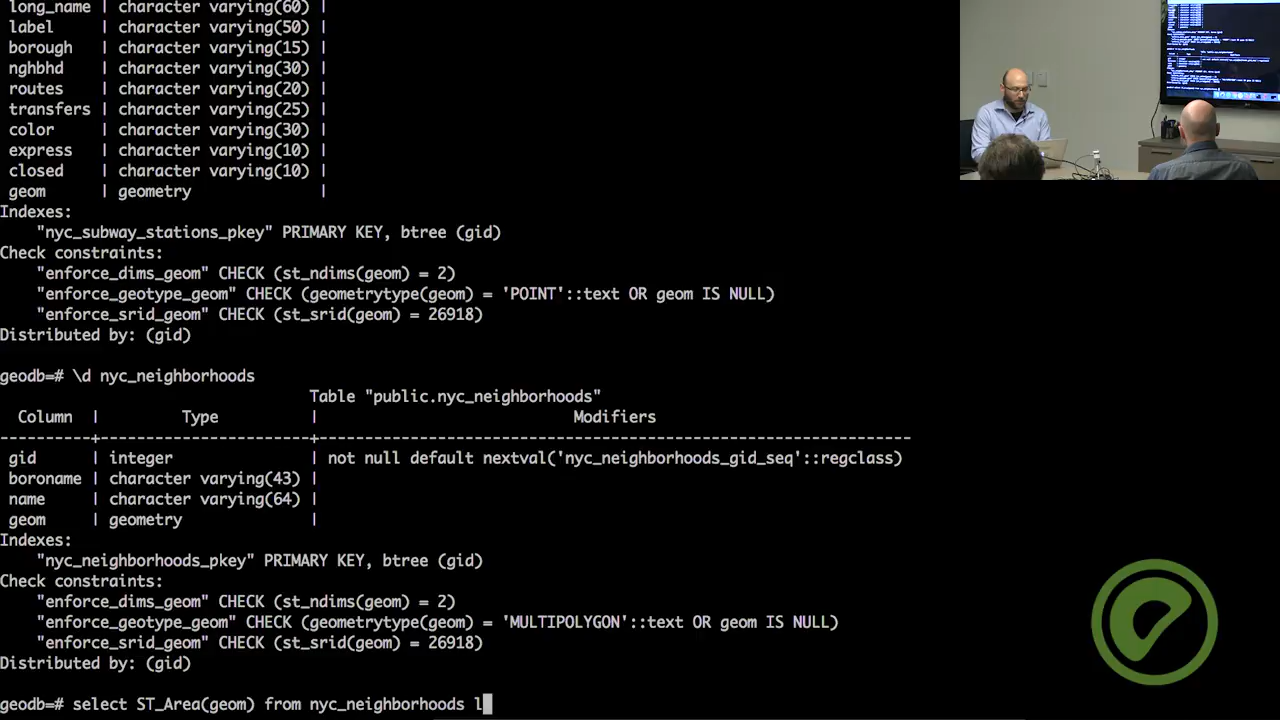 long_name | character varying(60) |
label | character varying(50) |
borough | character varying(15) |
nghbhd | character varying(30) |
routes | character varying(20) |
transfers | character varying(25) |
color | character varying(30) |
express | character varying(10) |
closed | character varying(10) |
geom | geometry |
Indexes:
"nyc_subway_stations_pkey" PRIMARY KEY, btree (gid)
Check constraints:
"enforce_dims_geom" CHECK (st_ndims(geom) = 2)
"enforce_geotype_geom" CHECK (geometrytype(geom) = 'POINT'::text OR geom IS NULL)
"enforce_srid_geom" CHECK (st_srid(geom) = 26918)
Distributed by: (gid)
geodb=# \d nyc_neighborhoods
Table "public.nyc_neighborhoods"
Column | Type | Modifiers
----------+-----------------------+-----------------------------------------------------------------
gid | integer | not null default nextval('nyc_neighborhoods_gid_seq'::regclass)
boroname | character varying(43) |
name | character varying(64) |
geom | geometry |
Indexes:
"nyc_neighborhoods_pkey" PRIMARY KEY, btree (gid)
Check constraints:
"enforce_dims_geom" CHECK (st_ndims(geom) = 2)
"enforce_geotype_geom" CHECK (geometrytype(geom) = 'MULTIPOLYGON'::text OR geom IS NULL)
"enforce_srid_geom" CHECK (st_srid(geom) = 26918)
Distributed by: (gid)
geodb=# select ST_Area(geom) from nyc_neighborhoods l